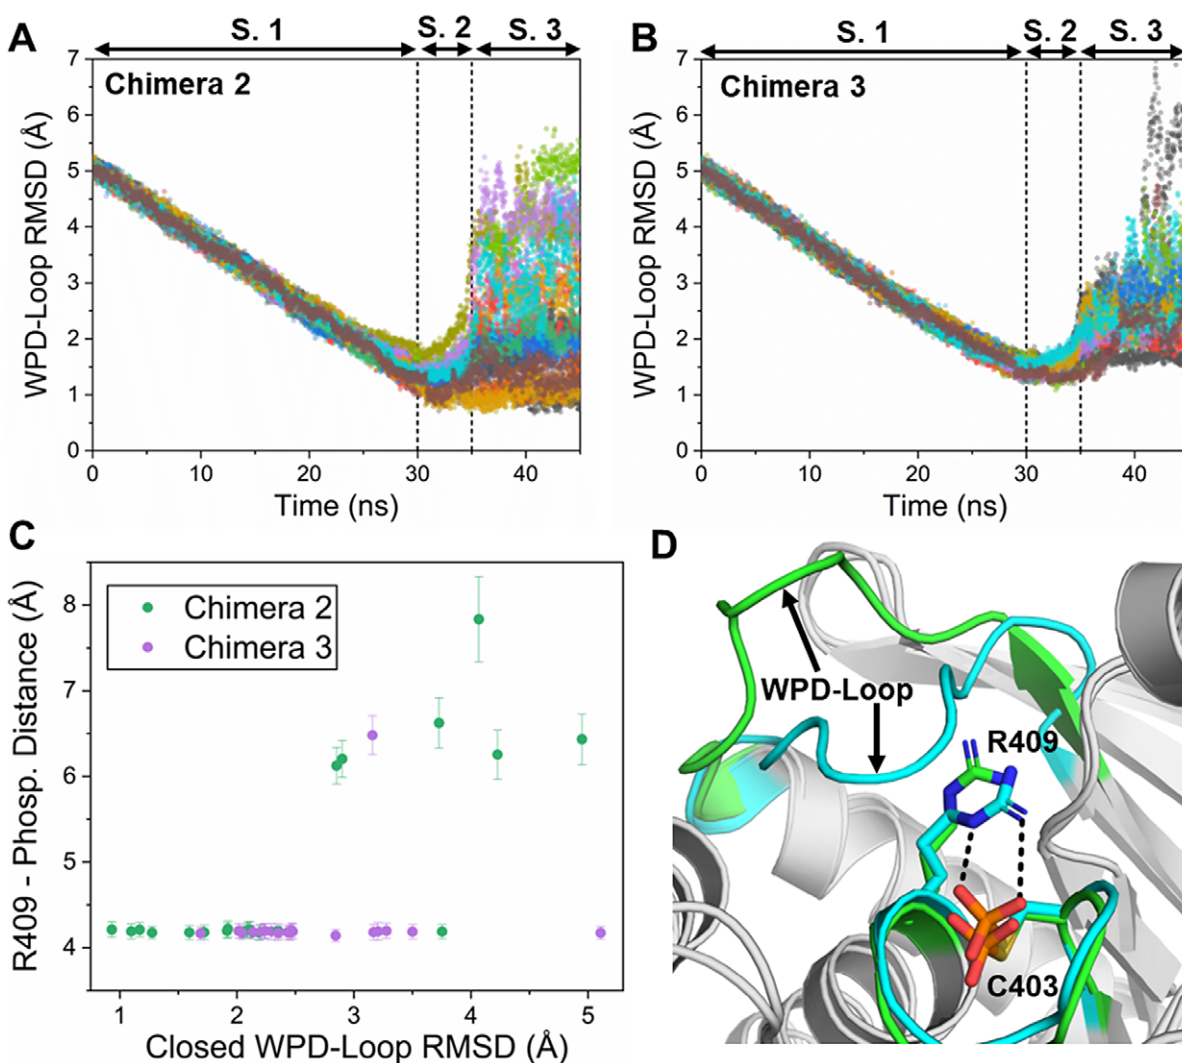 A
S. 1
S. 2
S. 3
Chimera 2
WPD-Loop RMSD (Å)
7
6
5
4
3
2
1
0
0
10
20
30
40
Time (ns)
B
S. 1
S. 2
S. 3
Chimera 3
WPD-Loop RMSD (Å)
7
6
5
4
3
2
1
0
0
10
20
30
40
Time (ns)
C
Chimera 2
Chimera 3
R409 - Phosp. Distance (Å)
8
7
6
5
4
1
2
3
4
5
Closed WPD-Loop RMSD (Å)
D
WPD-Loop
R409
C403